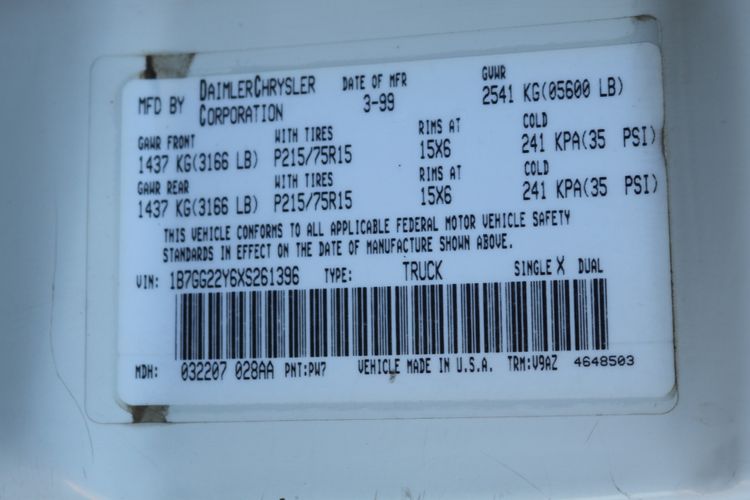 MFD BY DAIMLERCHRYSLER CORPORATION DATE OF MFR 3-99 GVWR 2541 KG(05600 LB)
GAWR FRONT WITH TIRES RIMS AT COLD
1437 KG(3166 LB) P215/75R15 15X6 241 KPA(35 PSI)
GAWR REAR WITH TIRES RIMS AT COLD
1437 KG(3166 LB) P215/75R15 15X6 241 KPA(35 PSI)
THIS VEHICLE CONFORMS TO ALL APPLICABLE FEDERAL MOTOR VEHICLE SAFETY
STANDARDS IN EFFECT ON THE DATE OF MANUFACTURE SHOWN ABOVE.
VIN: 1B7GG22Y6XS261396 TYPE: TRUCK SINGLE X DUAL
MDH: 032207 028AA PNT:PW7 VEHICLE MADE IN U.S.A. TRM:V9AZ 4648503